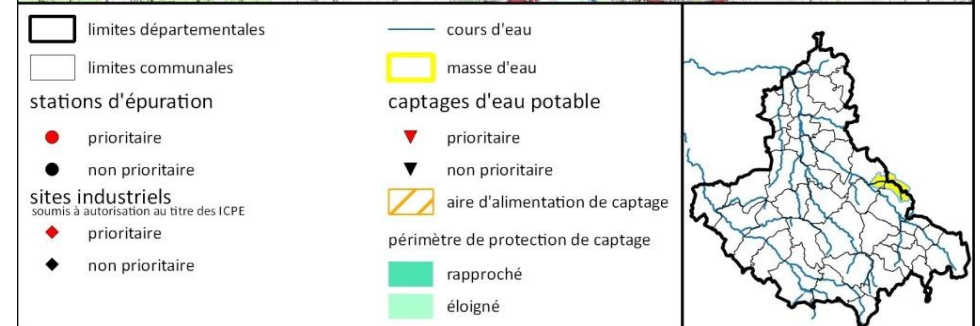 limites départementales
limites communales
stations d'épuration
prioritaire
non prioritaire
sites industriels
soumis à autorisation au titre des ICPE
prioritaire
non prioritaire
cours d'eau
masse d'eau
captages d'eau potable
prioritaire
non prioritaire
aire d'alimentation de captage
périmètre de protection de captage
rapproché
éloigné